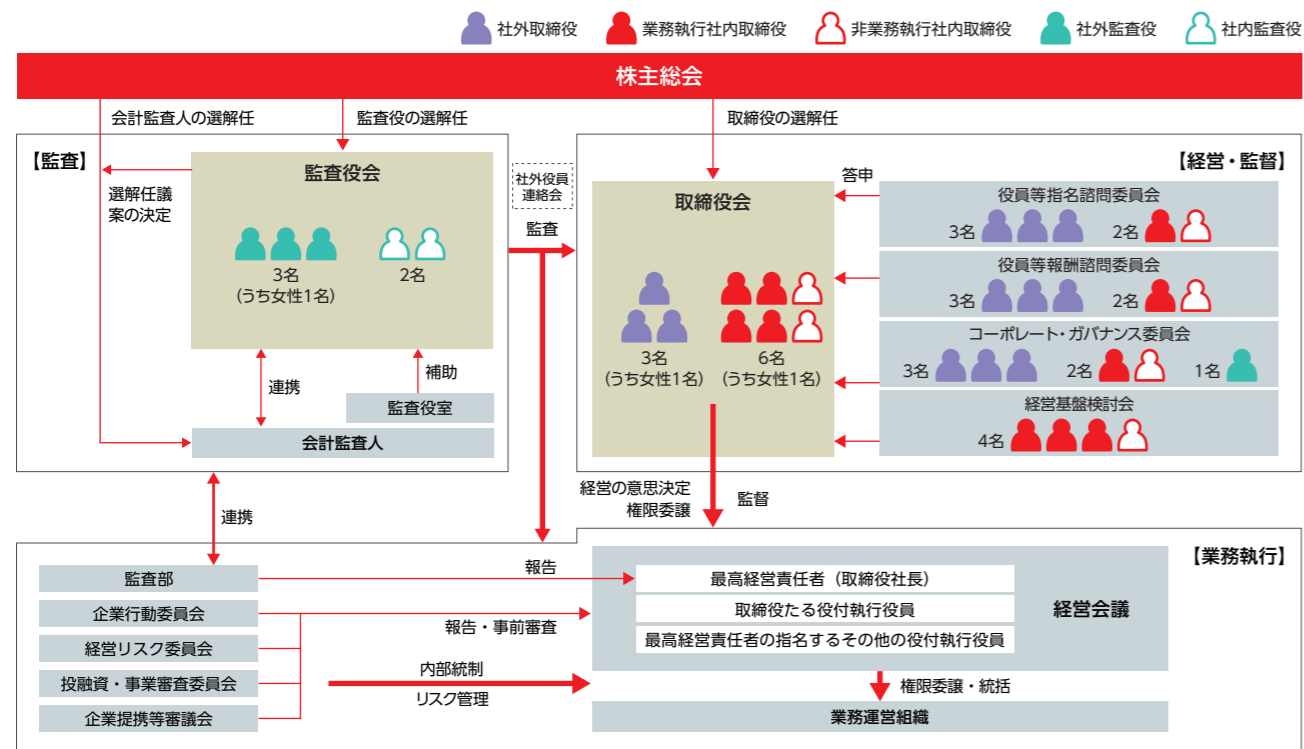 社外取締役
業務執行社内取締役
非業務執行社内取締役
社外監査役
社内監査役
株主総会
会計監査人の選解任
監査役の選解任
取締役の選解任
【監査】
選解任議
案の決定
監査役会
3名
(うち女性1名)
2名
連携
補助
監査役室
会計監査人
社外役員
連絡会
監査
【経営・監督】
取締役会
3名
(うち女性1名)
6名
(うち女性1名)
答申
役員等指名諮問委員会
3名
2名
役員等報酬諮問委員会
3名
2名
コーポレート・ガバナンス委員会
3名
2名
1名
経営基盤検討会
4名
経営の意思決定
権限委譲
監督
連携
【業務執行】
監査部
企業行動委員会
経営リスク委員会
投融資・事業審査委員会
企業提携等審議会
報告
報告・事前審査
内部統制
リスク管理
最高経営責任者（取締役社長）
取締役たる役付執行役員
最高経営責任者の指名するその他の役付執行役員
経営会議
権限委譲・統括
業務運営組織